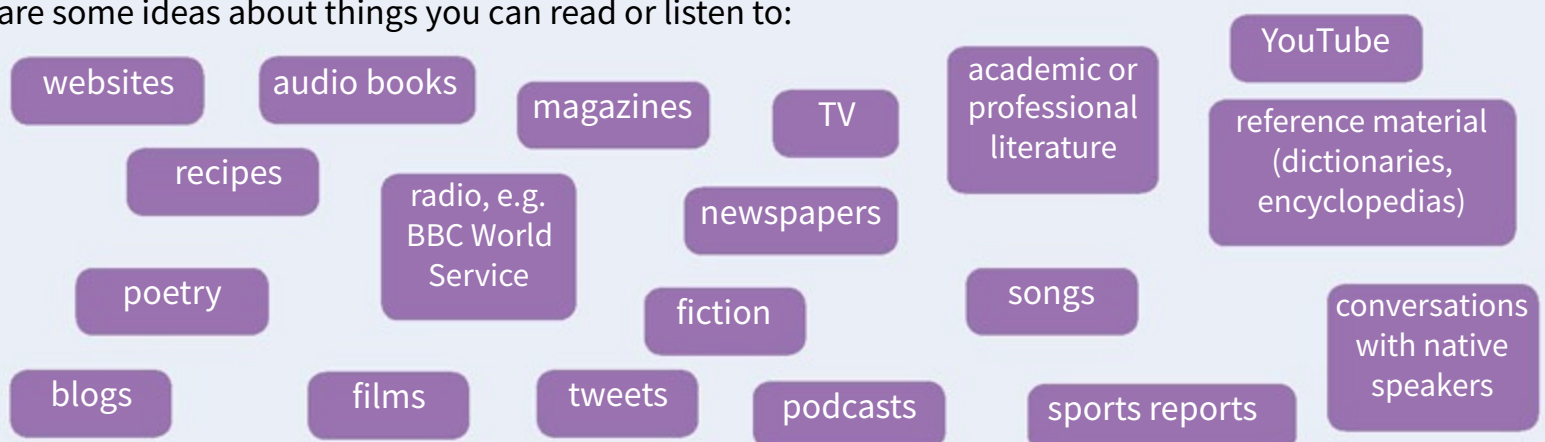 are some ideas about things you can read or listen to:
websites
audio books
magazines
TV
academic or
professional
literature
YouTube
reference material
(dictionaries,
encyclopedias)
recipes
radio, e.g.
BBC World
Service
newspapers
poetry
fiction
songs
conversations
with native
speakers
blogs
films
tweets
podcasts
sports reports